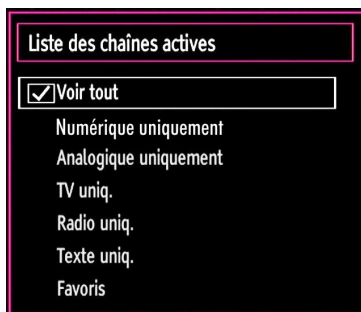 Liste des chaînes actives
Voir tout
Numérique uniquement
Analogique uniquement
TV uniq.
Radio uniq.
Texte uniq.
Favoris